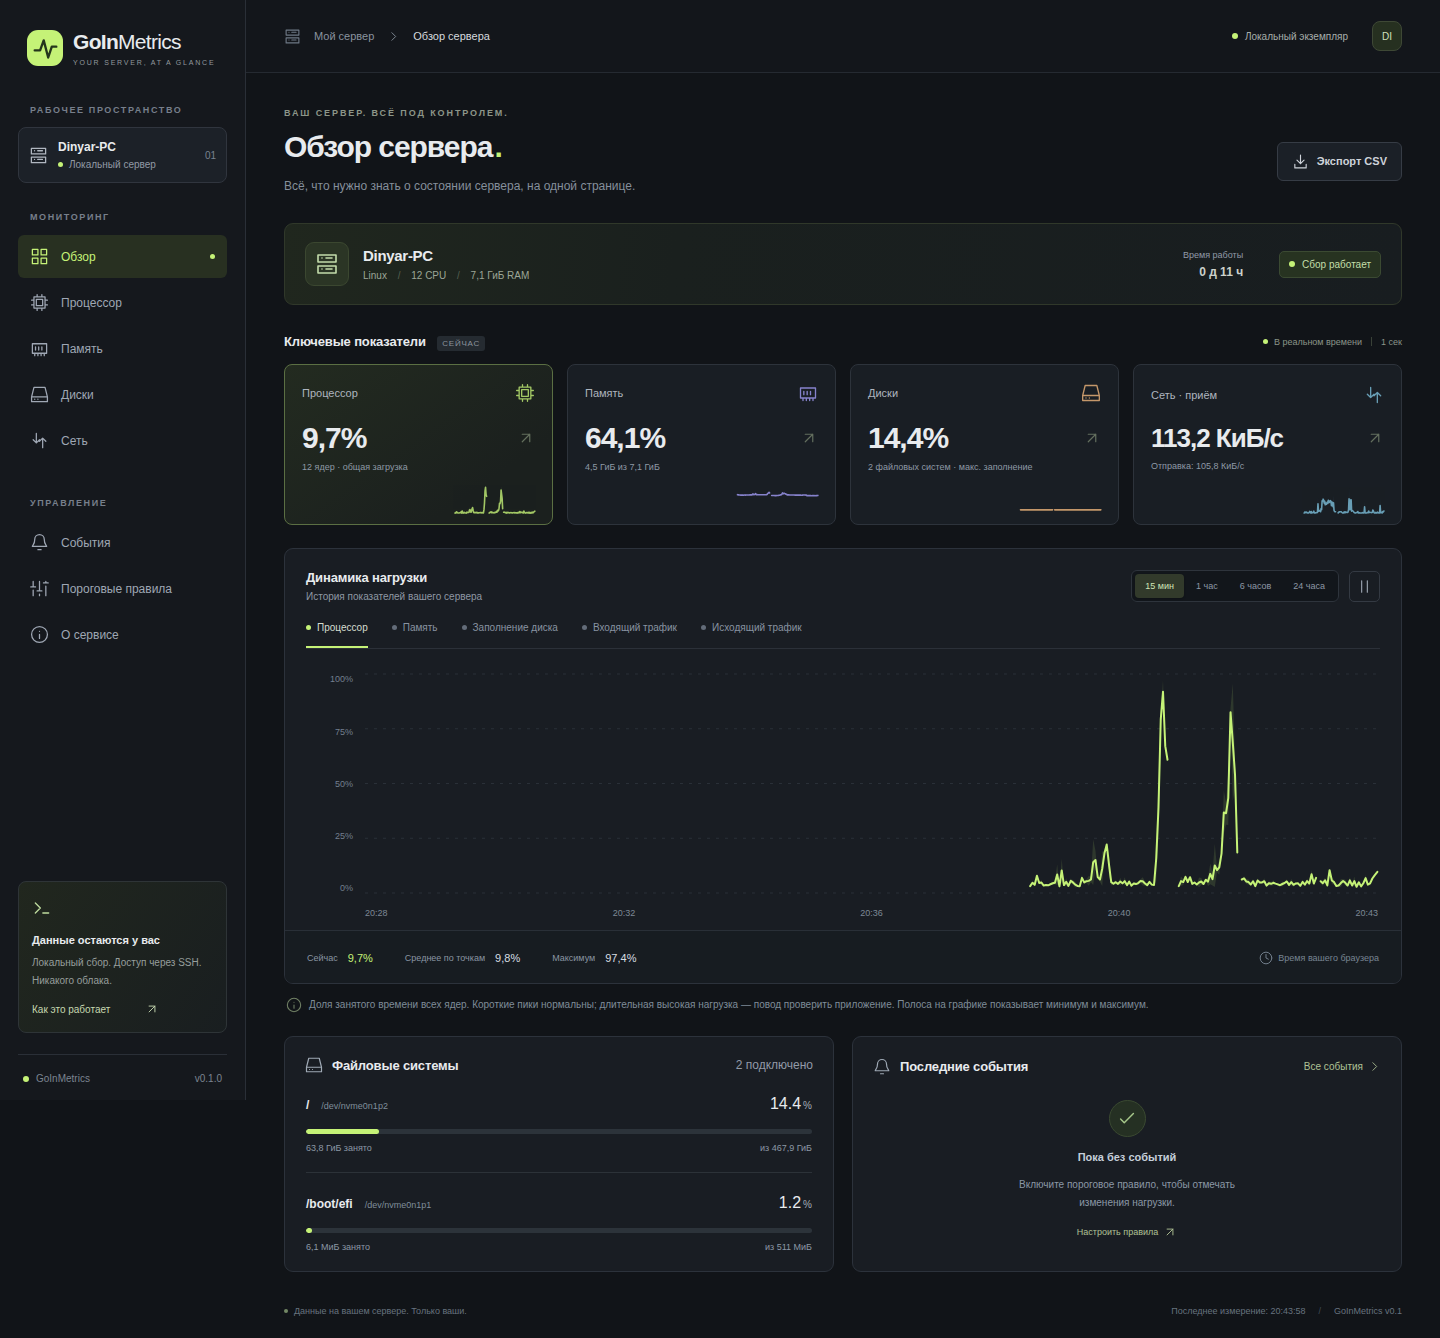 GoInMetrics
YOUR SERVER, AT A GLANCE
РАБОЧЕЕ ПРОСТРАНСТВО
Dinyar-PC
Локальный сервер
01
МОНИТОРИНГ
Обзор
Процессор
Память
Диски
Сеть
УПРАВЛЕНИЕ
События
Пороговые правила
О сервисе
Данные остаются у вас
Локальный сбор. Доступ через SSH.
Никакого облака.
Как это работает
GoInMetrics v0.1.0
Мой сервер Обзор сервера
Локальный экземпляр
DI
ВАШ СЕРВЕР. ВСЁ ПОД КОНТРОЛЕМ.
Обзор сервера.
Всё, что нужно знать о состоянии сервера, на одной странице.
Экспорт CSV
Dinyar-PC
Linux / 12 CPU / 7,1 ГиБ RAM
Время работы
0 д 11 ч
Сбор работает
Ключевые показатели СЕЙЧАС
В реальном времени 1 сек
Процессор
9,7%
12 ядер · общая загрузка
Память
64,1%
4,5 ГиБ из 7,1 ГиБ
Диски
14,4%
2 файловых систем · макс. заполнение
Сеть · приём
113,2 КиБ/с
Отправка: 105,8 КиБ/с
Динамика нагрузки
История показателей вашего сервера
15 мин 1 час 6 часов 24 часа
Процессор Память Заполнение диска Входящий трафик Исходящий трафик
100%
75%
50%
25%
0%
20:28 20:32 20:36 20:40 20:43
Сейчас 9,7% Среднее по точкам 9,8% Максимум 97,4%
Время вашего браузера
Доля занятого времени всех ядер. Короткие пики нормальны; длительная высокая нагрузка — повод проверить приложение. Полоса на графике показывает минимум и максимум.
Файловые системы 2 подключено
/ /dev/nvme0n1p2 14.4%
63,8 ГиБ занято из 467,9 ГиБ
/boot/efi /dev/nvme0n1p1 1.2%
6,1 МиБ занято из 511 МиБ
Последние события Все события
Пока без событий
Включите пороговое правило, чтобы отмечать
изменения нагрузки.
Настроить правила
Данные на вашем сервере. Только ваши.
Последнее измерение: 20:43:58 / GoInMetrics v0.1